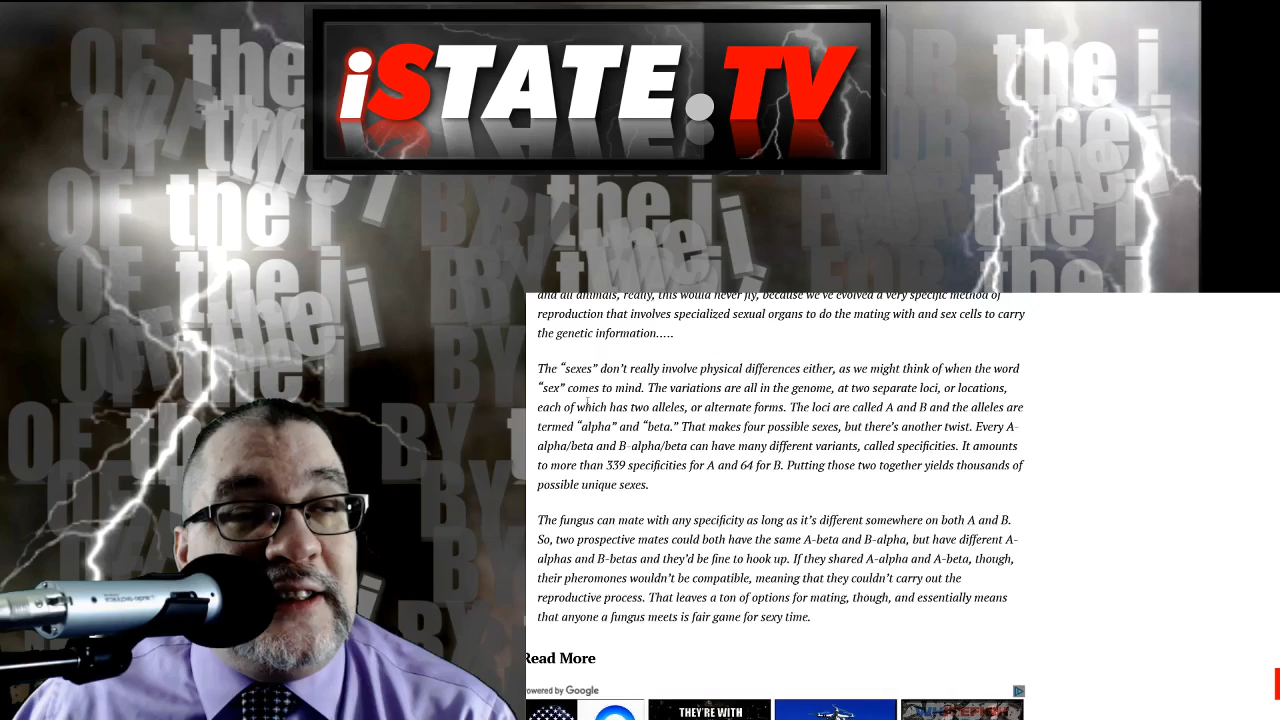 iSTATE.TV
OF the i
BY the i
FOR the i
and all animals, really, this would never fly, because we've evolved a very specific method of
reproduction that involves specialized sexual organs to do the mating with and sex cells to carry
the genetic information.....
The “sexes” don’t really involve physical differences either, as we might think of when the word
“sex” comes to mind. The variations are all in the genome, at two separate loci, or locations,
each of which has two alleles, or alternate forms. The loci are called A and B and the alleles are
termed “alpha” and “beta.” That makes four possible sexes, but there’s another twist. Every A-
alpha/beta and B-alpha/beta can have many different variants, called specificities. It amounts
to more than 339 specificities for A and 64 for B. Putting those two together yields thousands of
possible unique sexes.
The fungus can mate with any specificity as long as it’s different somewhere on both A and B.
So, two prospective mates could both have the same A-beta and B-alpha, but have different A-
alphas and B-betas and they’d be fine to hook up. If they shared A-alpha and A-beta, though,
their pheromones wouldn’t be compatible, meaning that they couldn’t carry out the
reproductive process. That leaves a ton of options for mating, though, and essentially means
that anyone a fungus meets is fair game for sexy time.
Read More
owered by Google
THEY'RE WITH